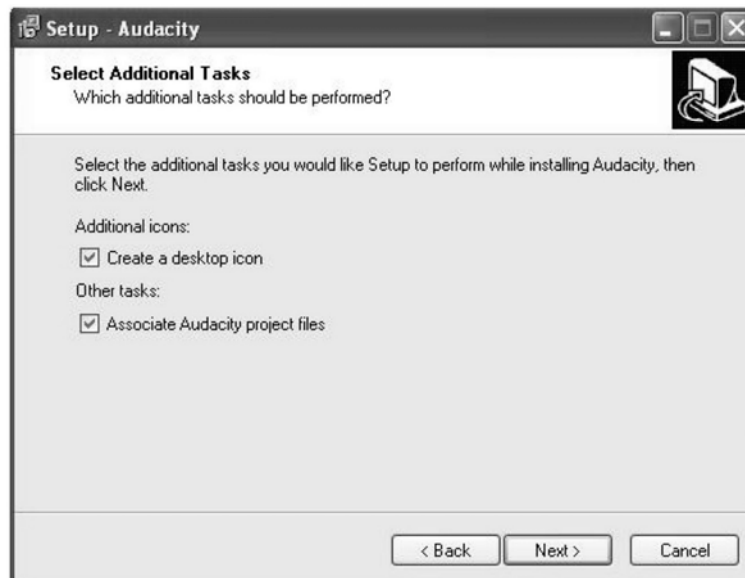 Setup - Audacity
Select Additional Tasks
Which additional tasks should be performed?
Select the additional tasks you would like Setup to perform while installing Audacity, then
click Next.
Additional icons:
Create a desktop icon
Other tasks:
Associate Audacity project files
< Back
Next >
Cancel